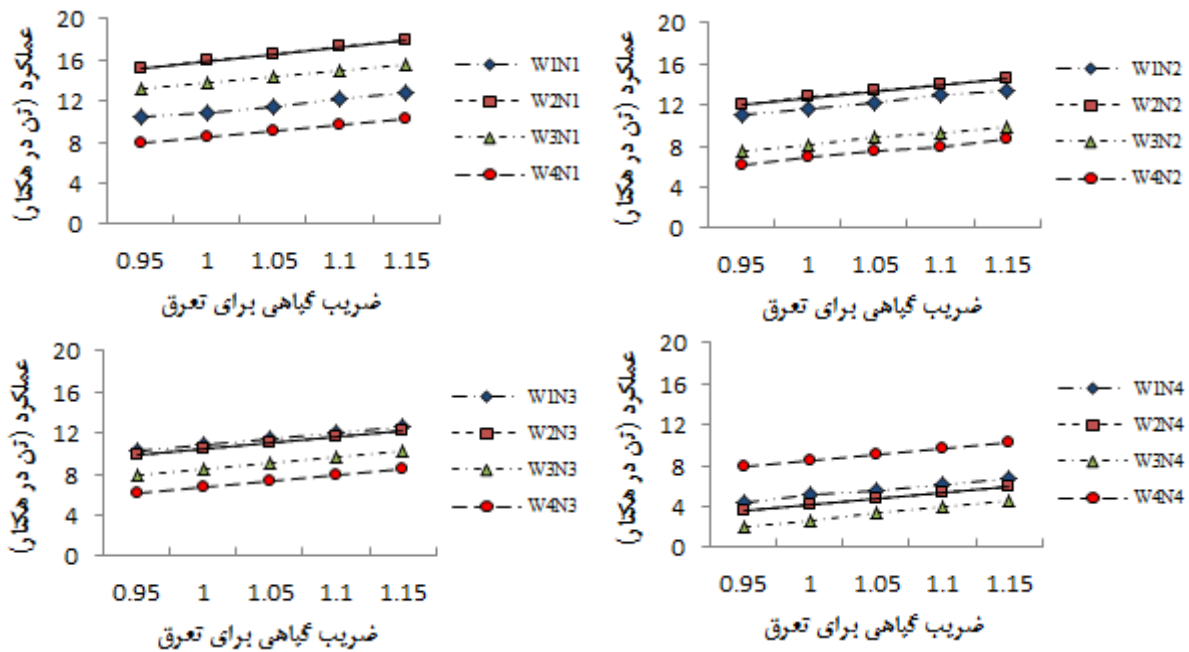 عملکرد (تن در هکتار)
20
16
12
8
4
0
0.95 1 1.05 1.1 1.15
ضریب گیاهی برای تعرق
W1N1
W2N1
W3N1
W4N1
عملکرد (تن در هکتار)
20
16
12
8
4
0
0.95 1 1.05 1.1 1.15
ضریب گیاهی برای تعرق
W1N2
W2N2
W3N2
W4N2
عملکرد (تن در هکتار)
20
16
12
8
4
0
0.95 1 1.05 1.1 1.15
ضریب گیاهی برای تعرق
W1N3
W2N3
W3N3
W4N3
عملکرد (تن در هکتار)
20
16
12
8
4
0
0.95 1 1.05 1.1 1.15
ضریب گیاهی برای تعرق
W1N4
W2N4
W3N4
W4N4